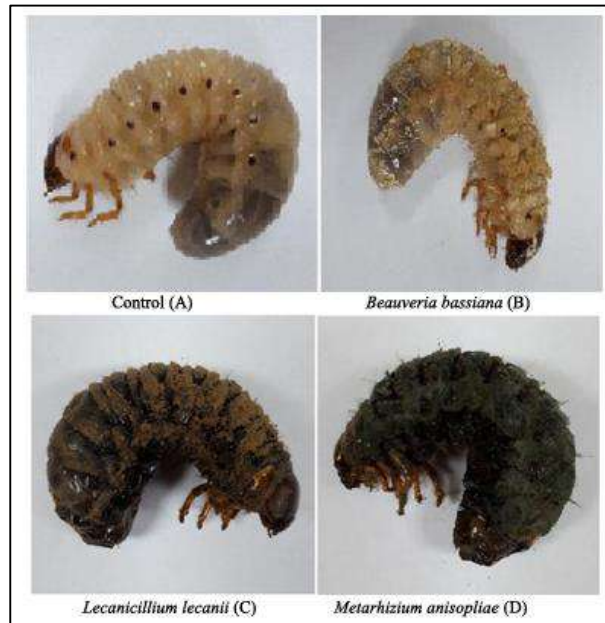 Control (A)
Beauveria bassiana (B)
Lecanicillium lecanii (C)
Metarhizium anisopliae (D)